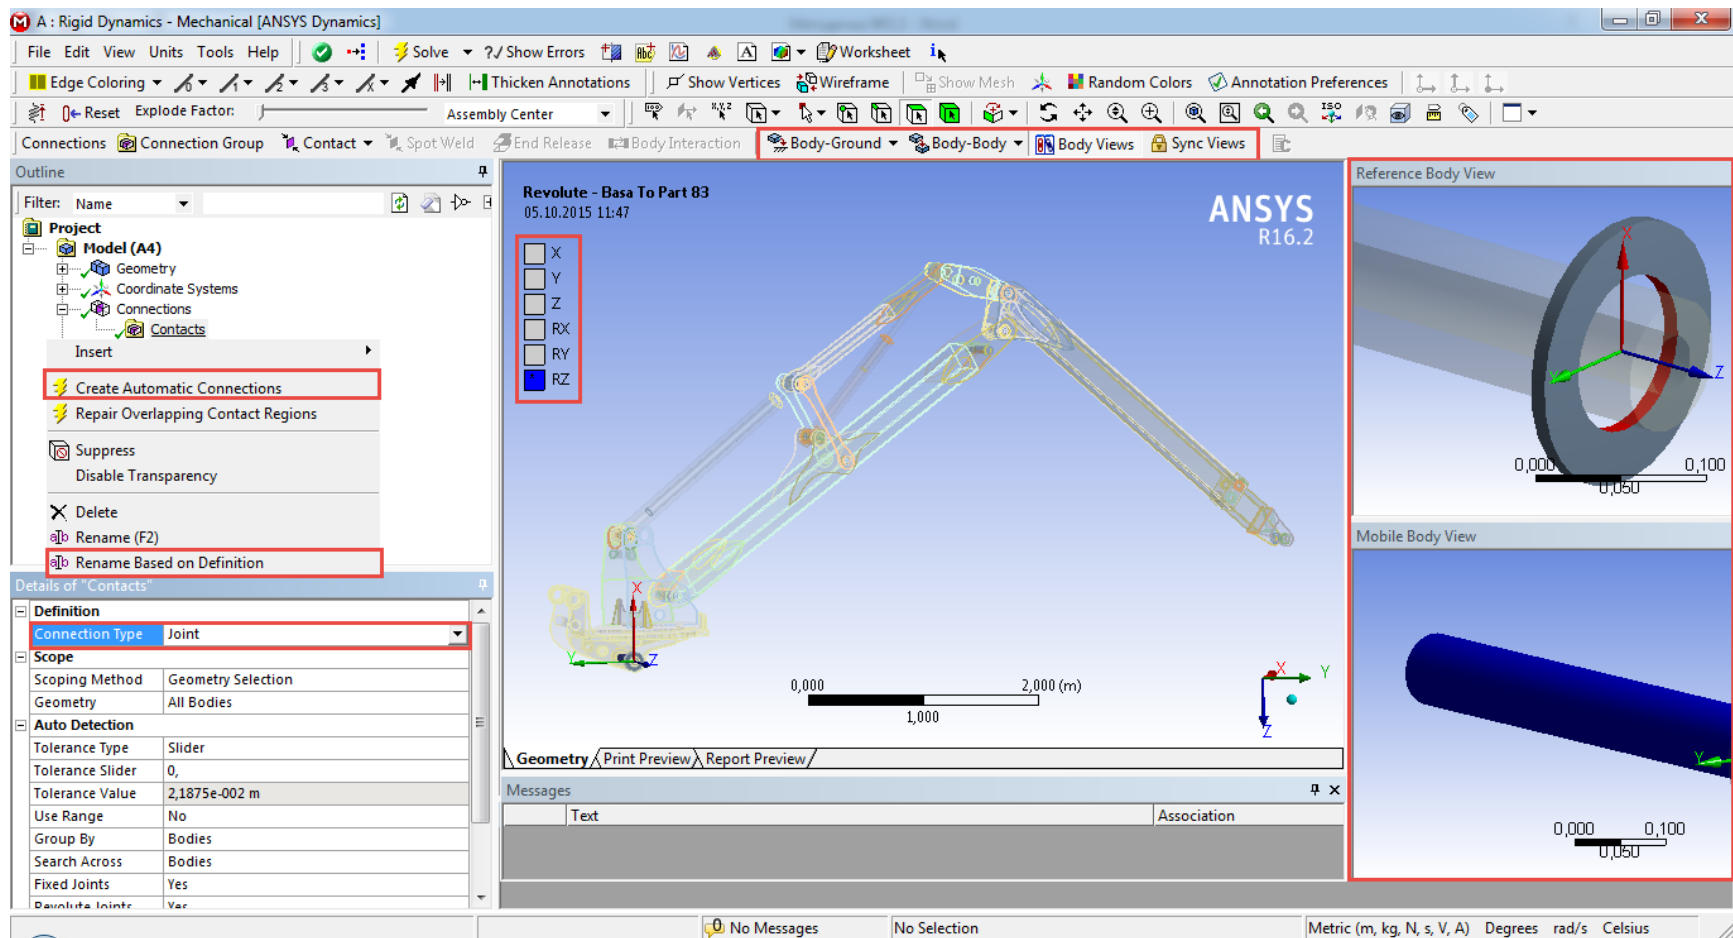 A : Rigid Dynamics - Mechanical [ANSYS Dynamics]
File Edit View Units Tools Help Solve ?/ Show Errors Worksheet
Edge Coloring Thicken Annotations Show Vertices Wireframe Show Mesh Random Colors Annotation Preferences
Reset Explode Factor: Assembly Center
Connections Connection Group Contact Spot Weld End Release Body Interaction Body-Ground Body-Body Body Views Sync Views
Outline
Filter: Name
Project
Model (A4)
Geometry
Coordinate Systems
Connections
Contacts
Insert
Create Automatic Connections
Repair Overlapping Contact Regions
Suppress
Disable Transparency
Delete
Rename (F2)
Rename Based on Definition
Details of "Contacts"
Definition
Connection Type Joint
Scope
Scoping Method Geometry Selection
Geometry All Bodies
Auto Detection
Tolerance Type Slider
Tolerance Slider 0,
Tolerance Value 2,1875e-002 m
Use Range No
Group By Bodies
Search Across Bodies
Fixed Joints Yes
Revolute Joints Yes
Revolute - Basa To Part 83
05.10.2015 11:47
X
Y
Z
RX
RY
RZ
ANSYS
R16.2
X
Y Z
0,000 2,000 (m)
1,000
X Y
Z
Geometry Print Preview Report Preview
Messages
Text Association
Reference Body View
X
Y Z
0,000 0,100
0,050
Mobile Body View
Y
0,000 0,100
0,050
0 No Messages No Selection Metric (m, kg, N, s, V, A) Degrees rad/s Celsius